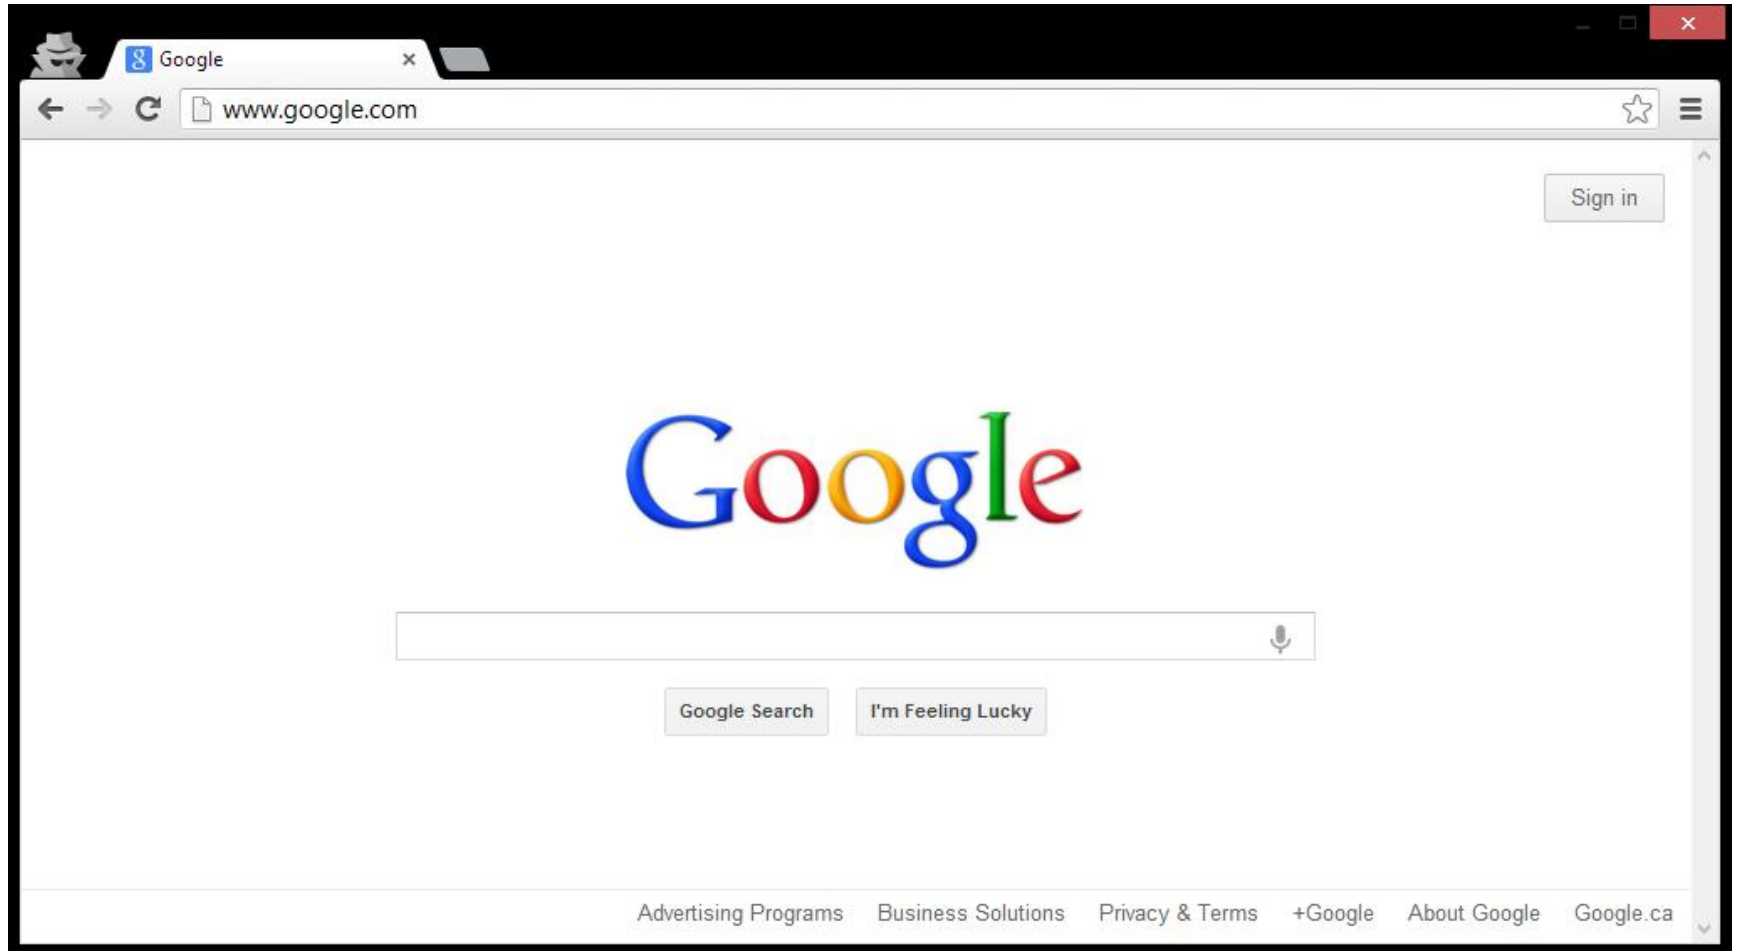 Google
www.google.com
Sign in
Google
Google Search I'm Feeling Lucky
Advertising Programs Business Solutions Privacy & Terms +Google About Google Google.ca